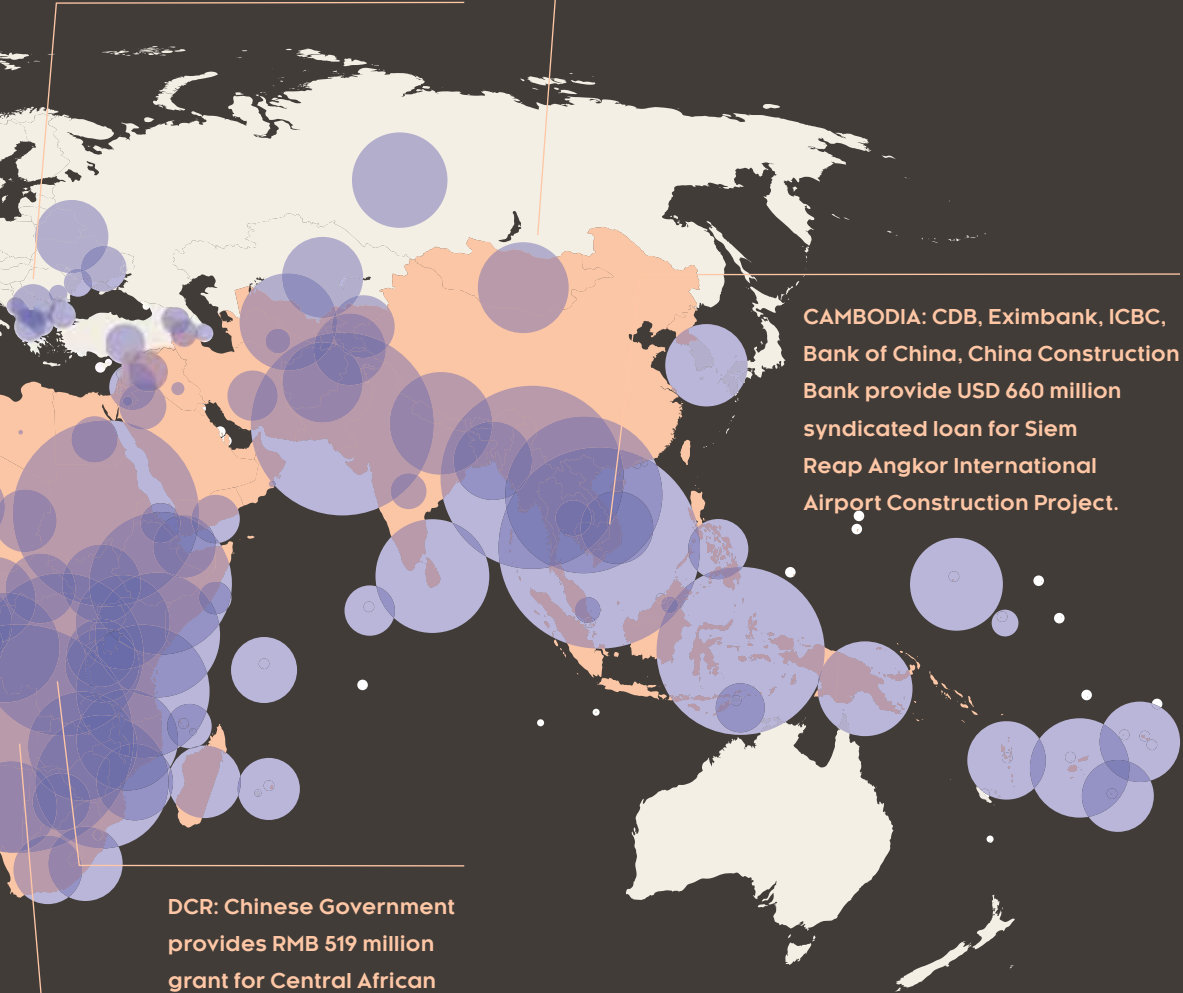 CAMBODIA: CDB, Eximbank, ICBC,
Bank of China, China Construction
Bank provide USD 660 million
syndicated loan for Siem
Reap Angkor International
Airport Construction Project.
DCR: Chinese Government
provides RMB 519 million
grant for Central African